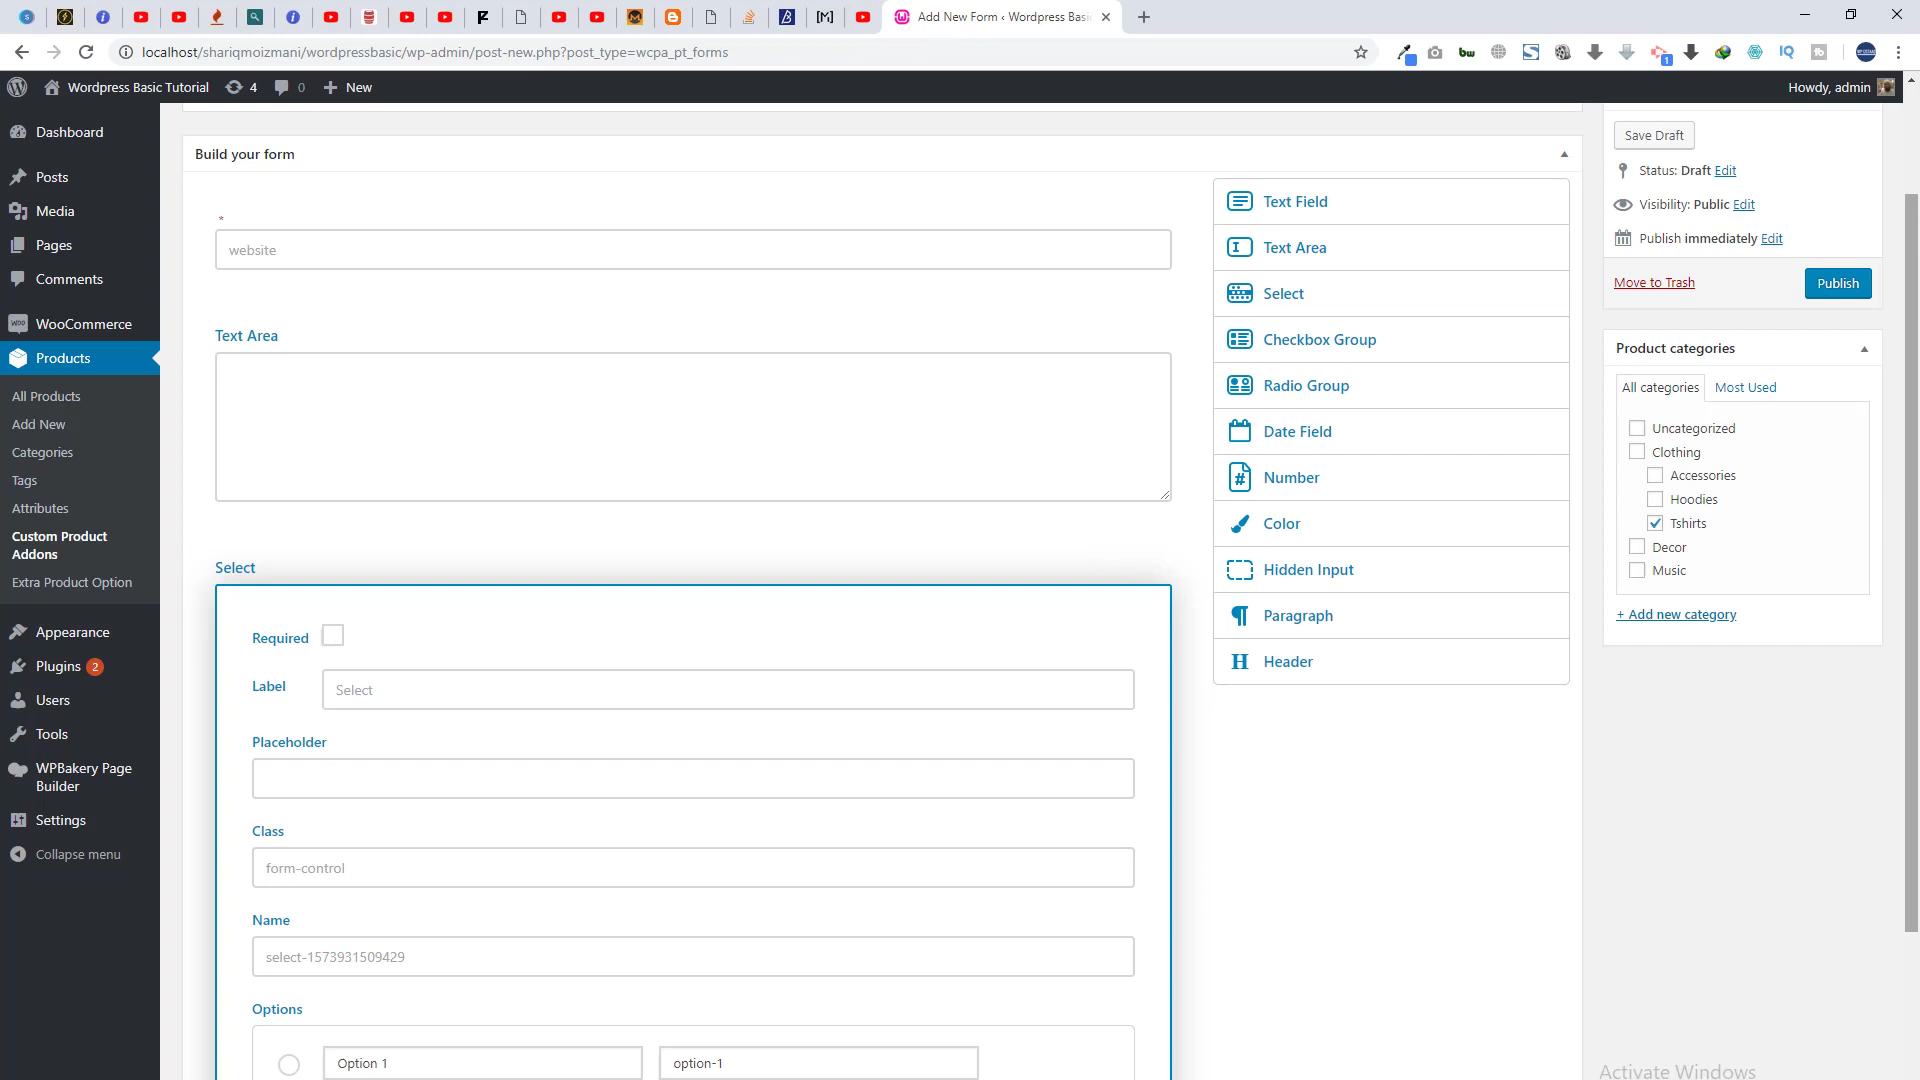 Add New Form ‹ Wordpress Basi
localhost/shariqmoizmani/wordpressbasic/wp-admin/post-new.php?post_type=wcpa_pt_forms
Wordpress Basic Tutorial
4
0
New
Howdy, admin
Dashboard
Posts
Media
Pages
Comments
WooCommerce
Products
All Products
Add New
Categories
Tags
Attributes
Custom Product
Addons
Extra Product Option
Appearance
Plugins 2
Users
Tools
WPBakery Page
Builder
Settings
Collapse menu
Build your form
*
website
Text Area
Select
Required
Label
Select
Placeholder
Class
form-control
Name
select-1573931509429
Options
Option 1
option-1
Text Field
Text Area
Select
Checkbox Group
Radio Group
Date Field
Number
Color
Hidden Input
Paragraph
Header
Save Draft
Status: Draft Edit
Visibility: Public Edit
Publish immediately Edit
Move to Trash
Publish
Product categories
All categories
Most Used
Uncategorized
Clothing
Accessories
Hoodies
Tshirts
Decor
Music
+ Add new category
Activate Windows